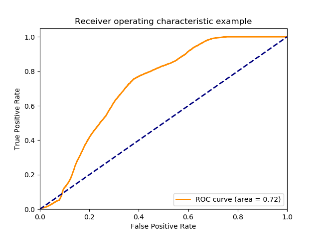 Receiver operating characteristic example
True Positive Rate
1.0
0.8
0.6
0.4
0.2
0.0
ROC curve (area = 0.72)
0.0 0.2 0.4 0.6 0.8 1.0
False Positive Rate